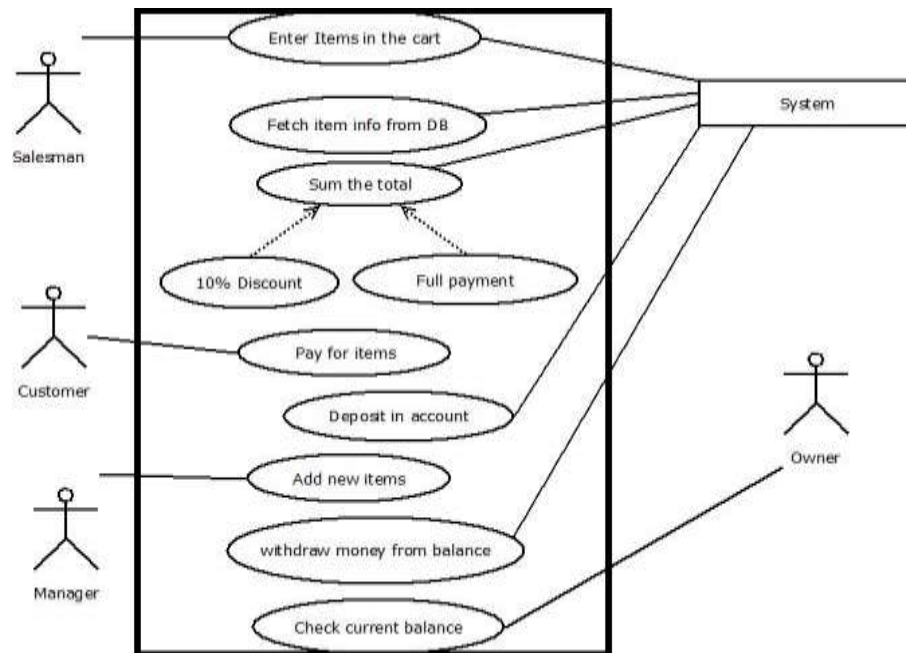 Enter Items in the cart
System
Fetch item info from DB
Salesman
Sum the total
10% Discount
Full payment
Pay for items
Customer
Deposit in account
Owner
Add new items
withdraw money from balance
Manager
Check current balance